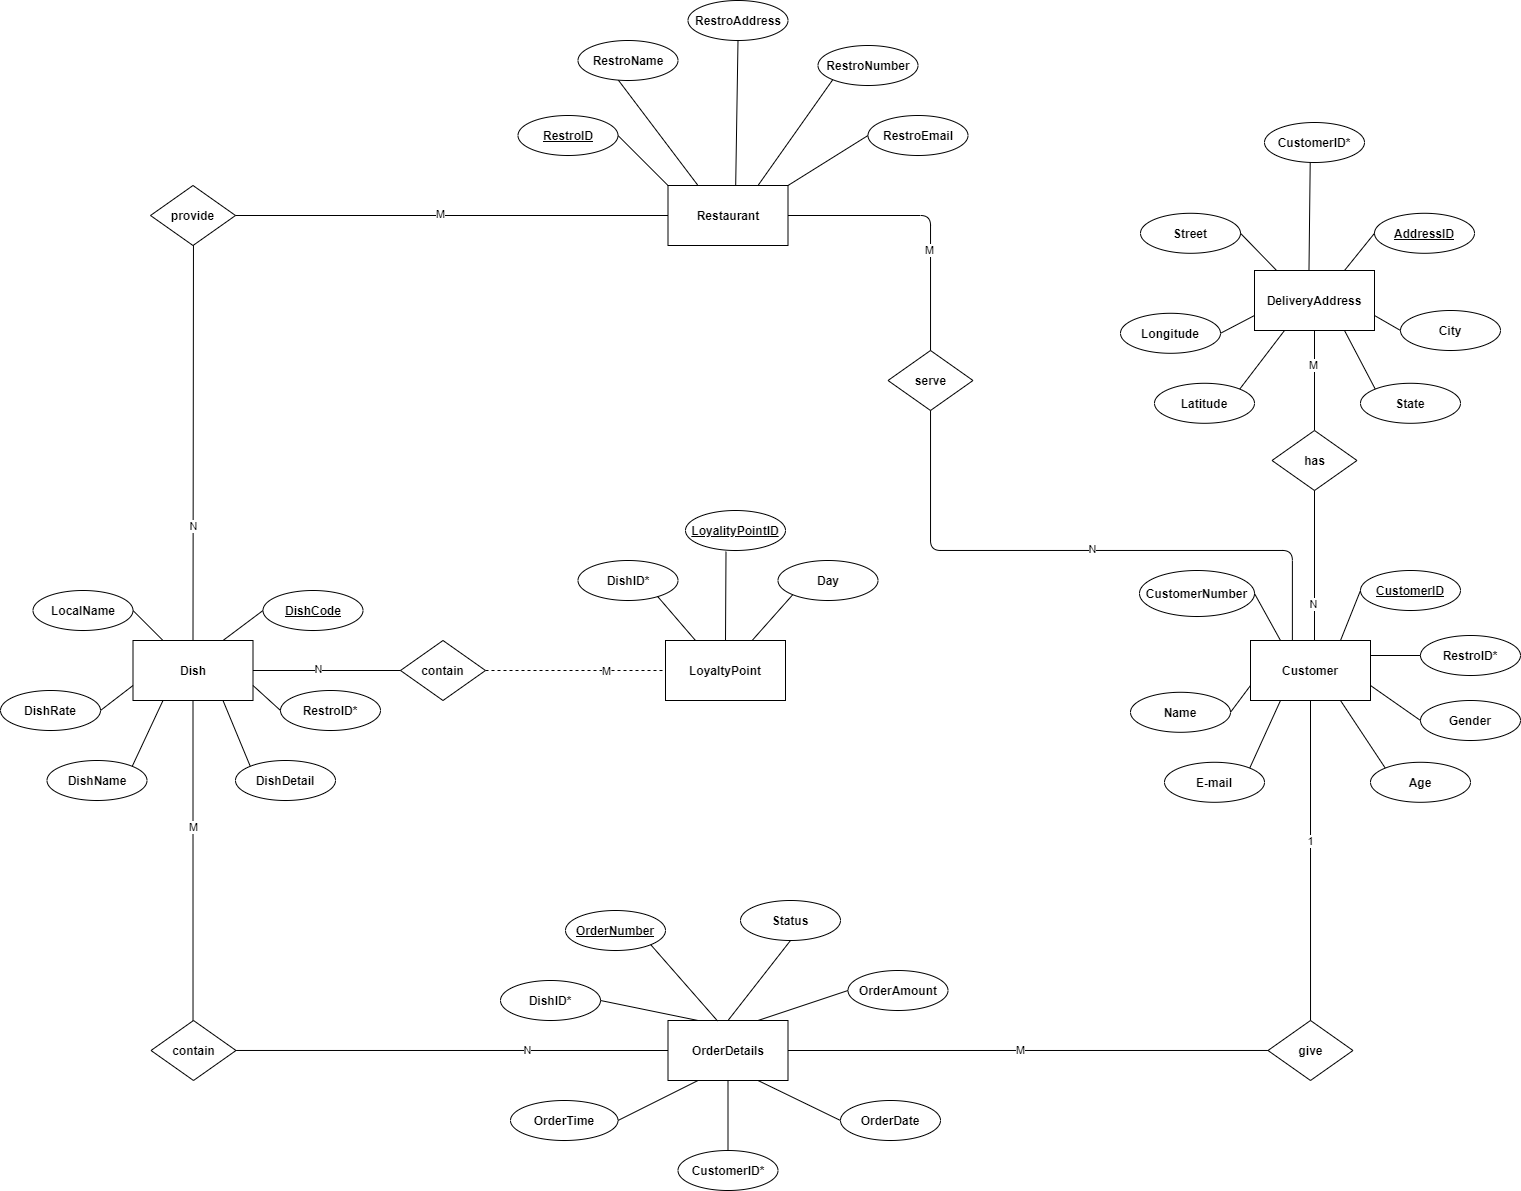 RestroAddress
RestroName
RestroNumber
RestroID
RestroEmail
CustomerID*
provide
M
Restaurant
Street
AddressID
M
DeliveryAddress
Longitude
City
M
serve
Latitude
State
has
N
LoyalityPointID
N
DishID*
Day
CustomerNumber
CustomerID
N
LocalName
DishCode
RestroID*
Dish
N
contain
M
LoyaltyPoint
Customer
DishRate
RestroID*
Name
Gender
DishName
DishDetail
E-mail
Age
M
1
Status
OrderNumber
OrderAmount
DishID*
contain
N
OrderDetails
M
give
OrderTime
OrderDate
CustomerID*